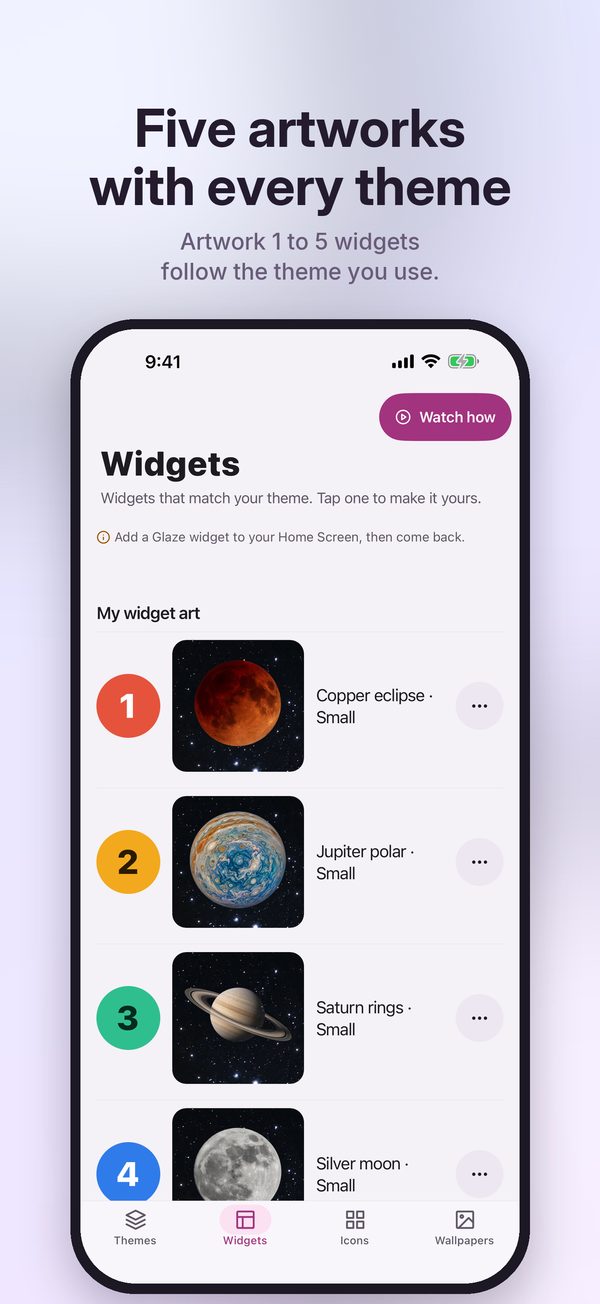 Five artworks
with every theme
Artwork 1 to 5 widgets
follow the theme you use.
9:41
Watch how
Widgets
Widgets that match your theme. Tap one to make it yours.
Add a Glaze widget to your Home Screen, then come back.
My widget art
1
Copper eclipse ·
Small
2
Jupiter polar ·
Small
3
Saturn rings ·
Small
4
Silver moon ·
Small
Themes
Widgets
Icons
Wallpapers